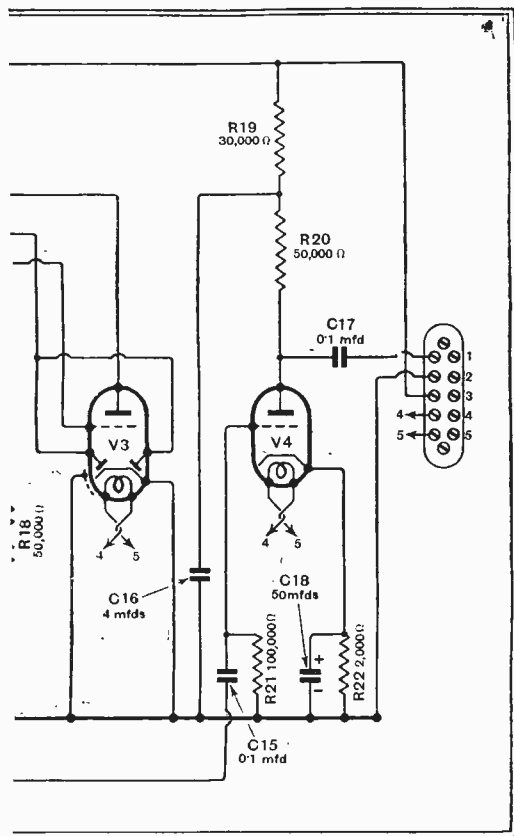 R19
30,000 Ω
R20
50,000 Ω
C17
0·1 mfd
1
2
3
4
4
5
5
V3
V4
R18
50,000 Ω
4
5
4
5
C16
4 mfds
C18
50mfds
+
-
R21 100,000Ω
R22 2,000Ω
C15
0·1 mfd